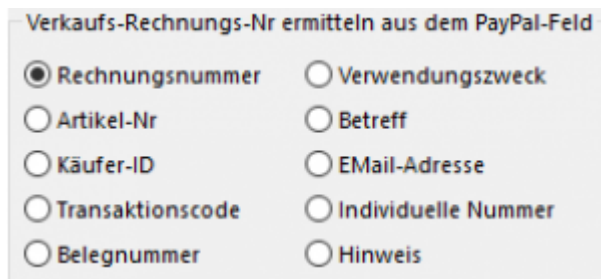 Verkaufs-Rechnungs-Nr ermitteln aus dem PayPal-Feld
Rechnungsnummer Verwendungszweck
Artikel-Nr Betreff
Käufer-ID EMail-Adresse
Transaktionscode Individuelle Nummer
Belegnummer Hinweis